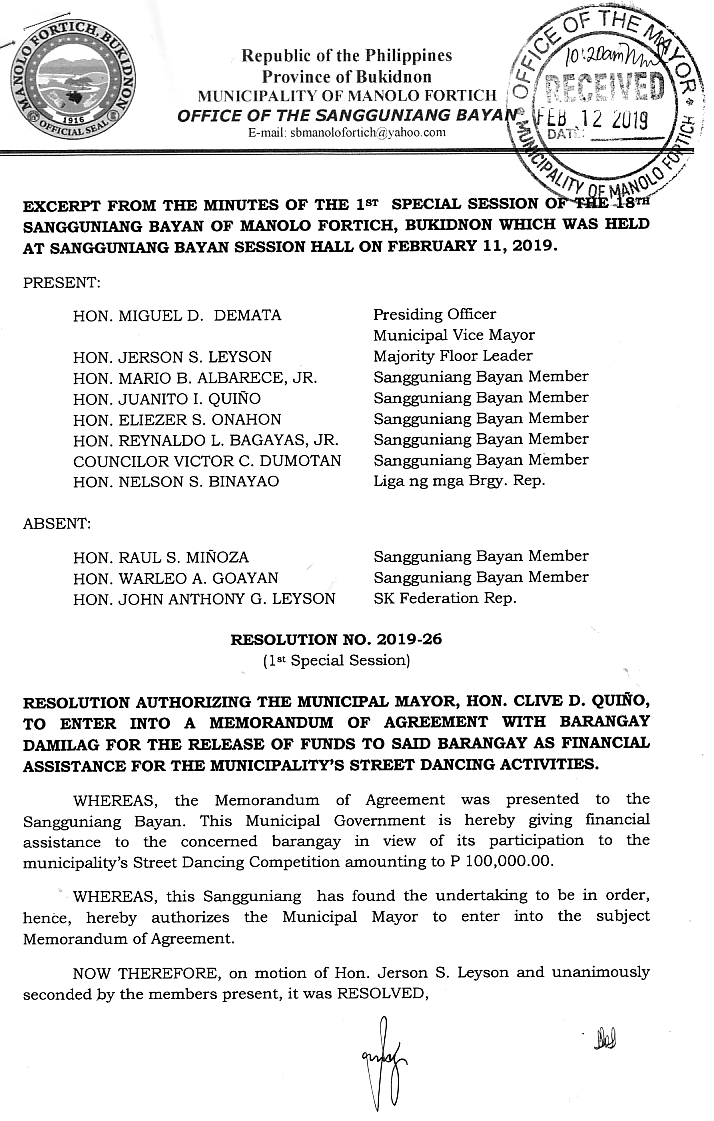 MANOLO FORTICH, BUKIDNON
1916
OFFICIAL SEAL
Republic of the Philippines
Province of Bukidnon
MUNICIPALITY OF MANOLO FORTICH
OFFICE OF THE SANGGUNIANG BAYAN
E-mail: sbmanolofortich@yahoo.com
OFFICE OF THE MAYOR
10:20am
RECEIVED
FEB 12 2019
DATE:
MUNICIPALITY OF MANOLO FORTICH
EXCERPT FROM THE MINUTES OF THE 1ST SPECIAL SESSION OF THE 18TH
SANGGUNIANG BAYAN OF MANOLO FORTICH, BUKIDNON WHICH WAS HELD
AT SANGGUNIANG BAYAN SESSION HALL ON FEBRUARY 11, 2019.
PRESENT:
HON. MIGUEL D. DEMATA Presiding Officer
Municipal Vice Mayor
HON. JERSON S. LEYSON Majority Floor Leader
HON. MARIO B. ALBARECE, JR. Sangguniang Bayan Member
HON. JUANITO I. QUIÑO Sangguniang Bayan Member
HON. ELIEZER S. ONAHON Sangguniang Bayan Member
HON. REYNALDO L. BAGAYAS, JR. Sangguniang Bayan Member
COUNCILOR VICTOR C. DUMOTAN Sangguniang Bayan Member
HON. NELSON S. BINAYAO Liga ng mga Brgy. Rep.
ABSENT:
HON. RAUL S. MIÑOZA Sangguniang Bayan Member
HON. WARLEO A. GOAYAN Sangguniang Bayan Member
HON. JOHN ANTHONY G. LEYSON SK Federation Rep.
RESOLUTION NO. 2019-26
(1st Special Session)
RESOLUTION AUTHORIZING THE MUNICIPAL MAYOR, HON. CLIVE D. QUIÑO,
TO ENTER INTO A MEMORANDUM OF AGREEMENT WITH BARANGAY
DAMILAG FOR THE RELEASE OF FUNDS TO SAID BARANGAY AS FINANCIAL
ASSISTANCE FOR THE MUNICIPALITY'S STREET DANCING ACTIVITIES.
WHEREAS, the Memorandum of Agreement was presented to the
Sangguniang Bayan. This Municipal Government is hereby giving financial
assistance to the concerned barangay in view of its participation to the
municipality's Street Dancing Competition amounting to P 100,000.00.
WHEREAS, this Sangguniang has found the undertaking to be in order,
hence, hereby authorizes the Municipal Mayor to enter into the subject
Memorandum of Agreement.
NOW THEREFORE, on motion of Hon. Jerson S. Leyson and unanimously
seconded by the members present, it was RESOLVED,